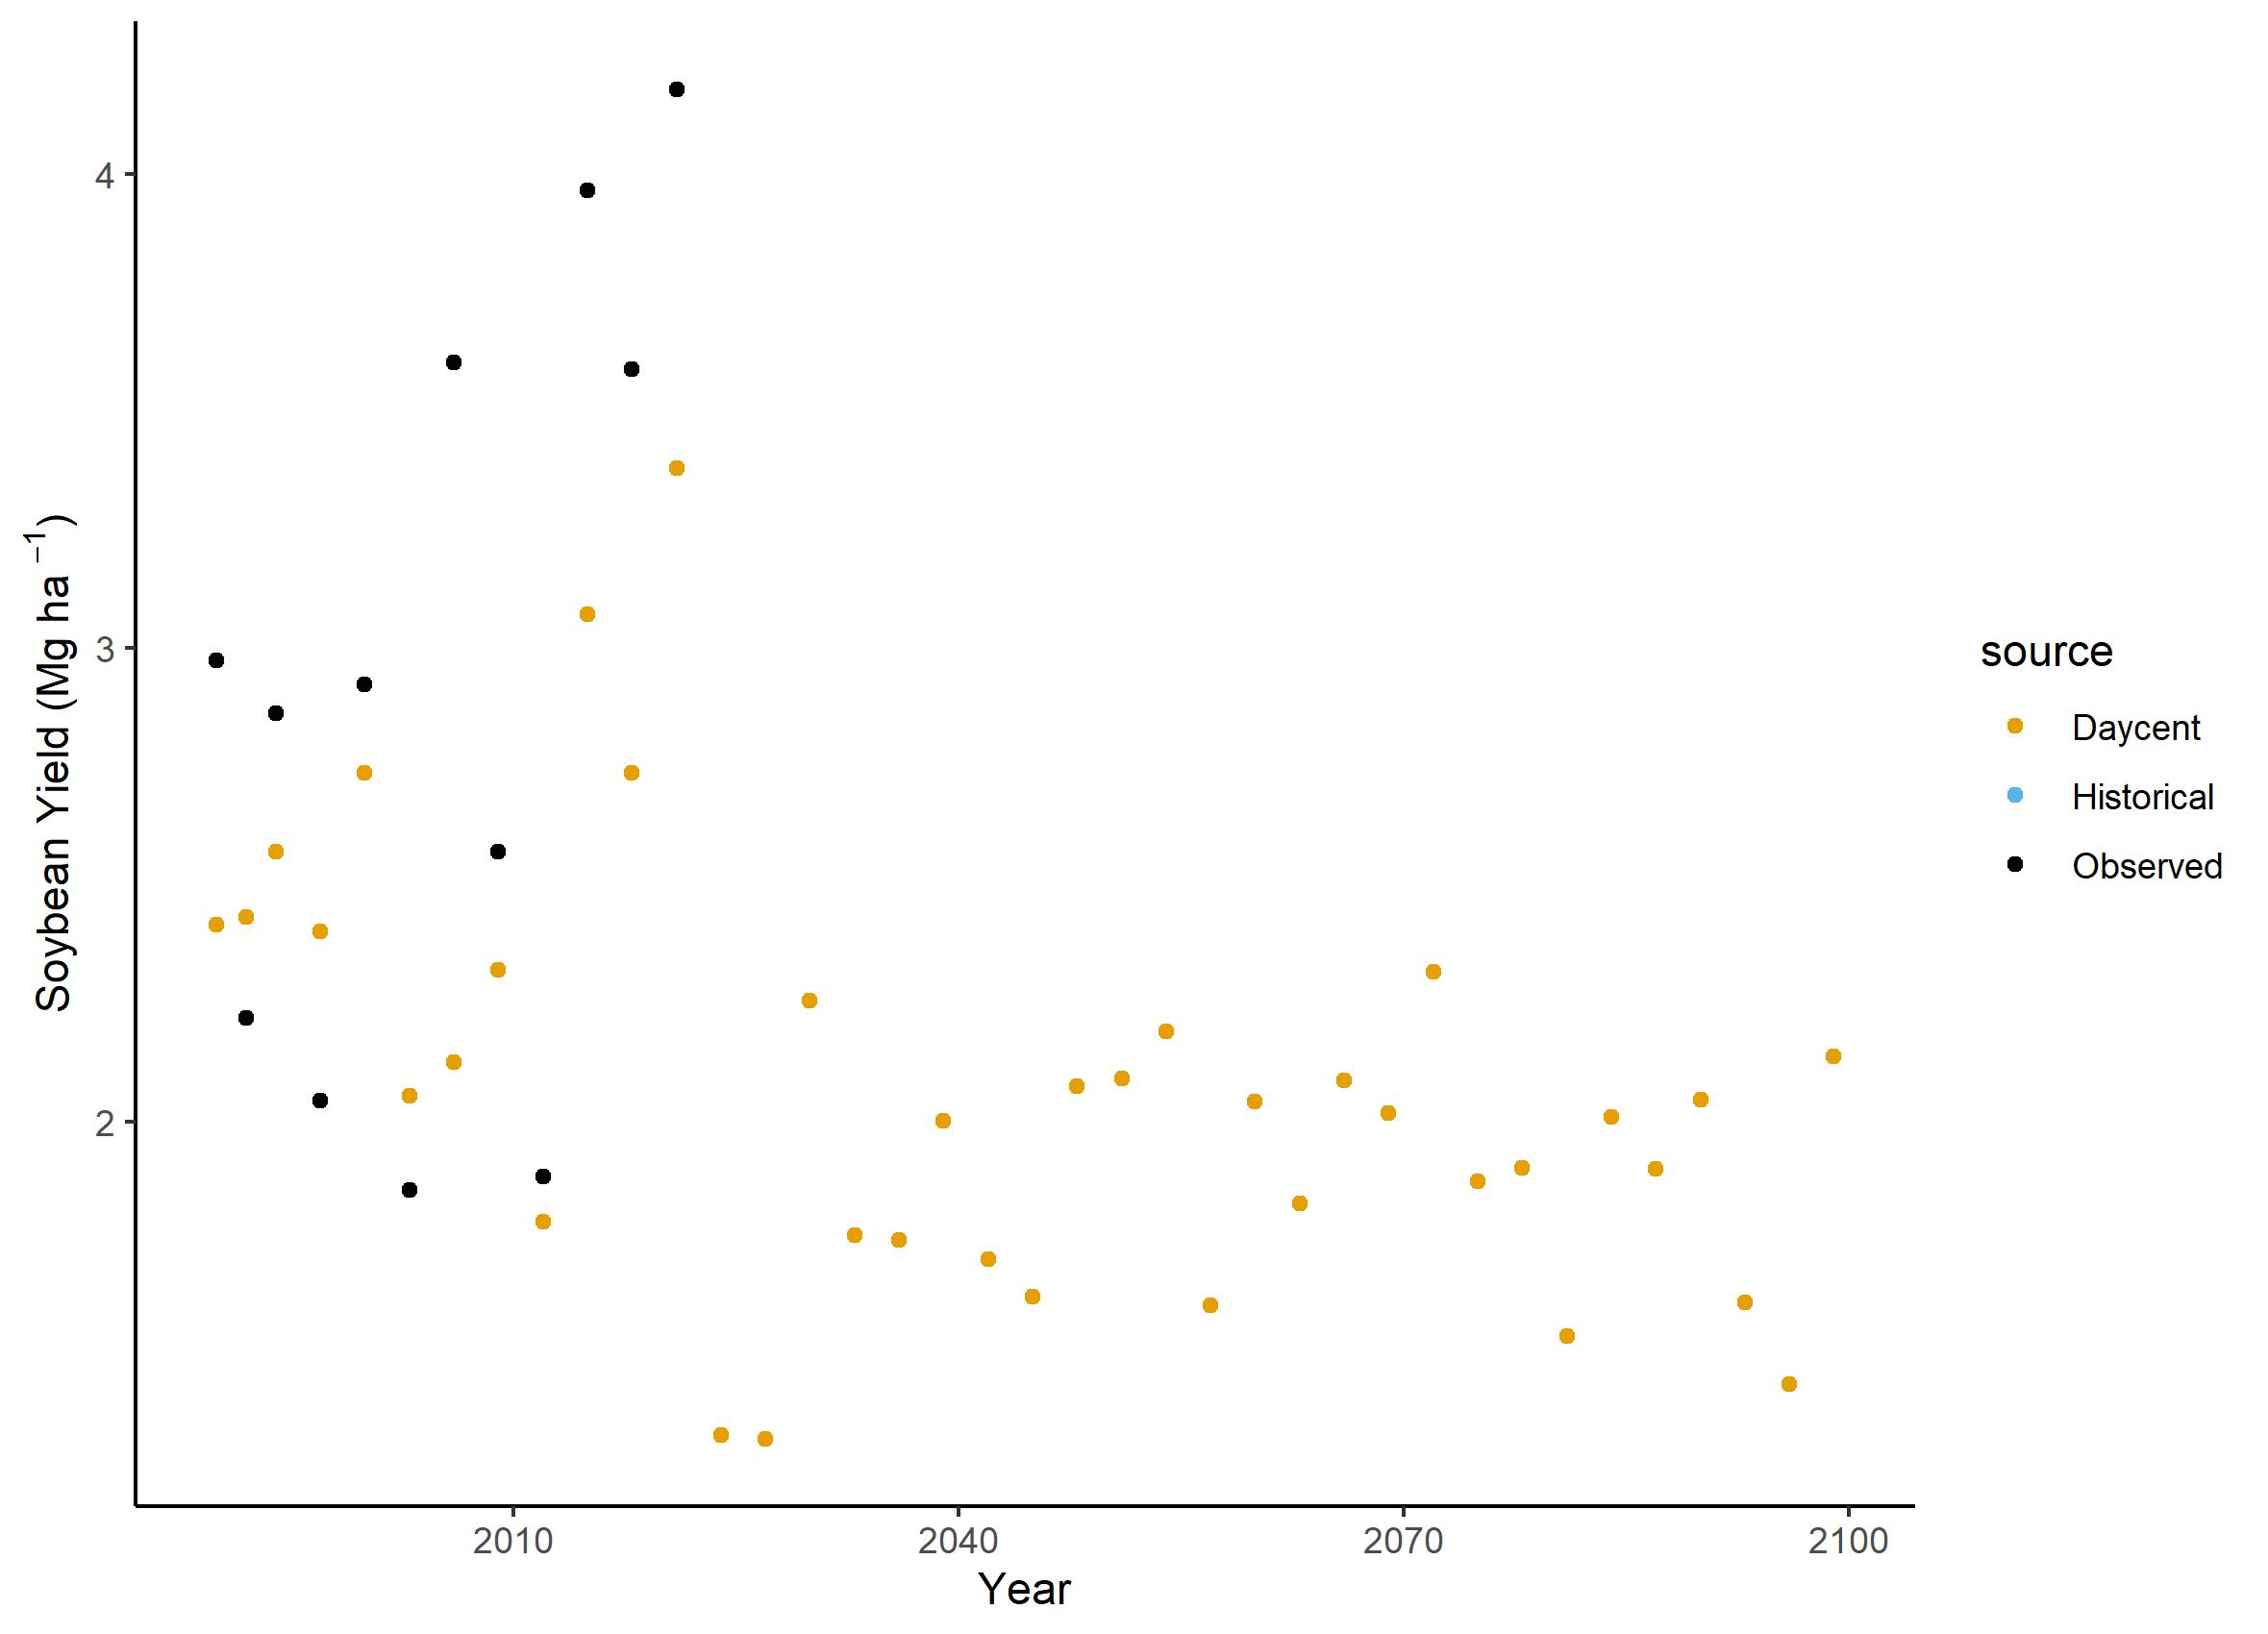 Soybean Yield (Mg ha⁻¹)
4
3
2
2010
2040
2070
2100
Year
source
Daycent
Historical
Observed